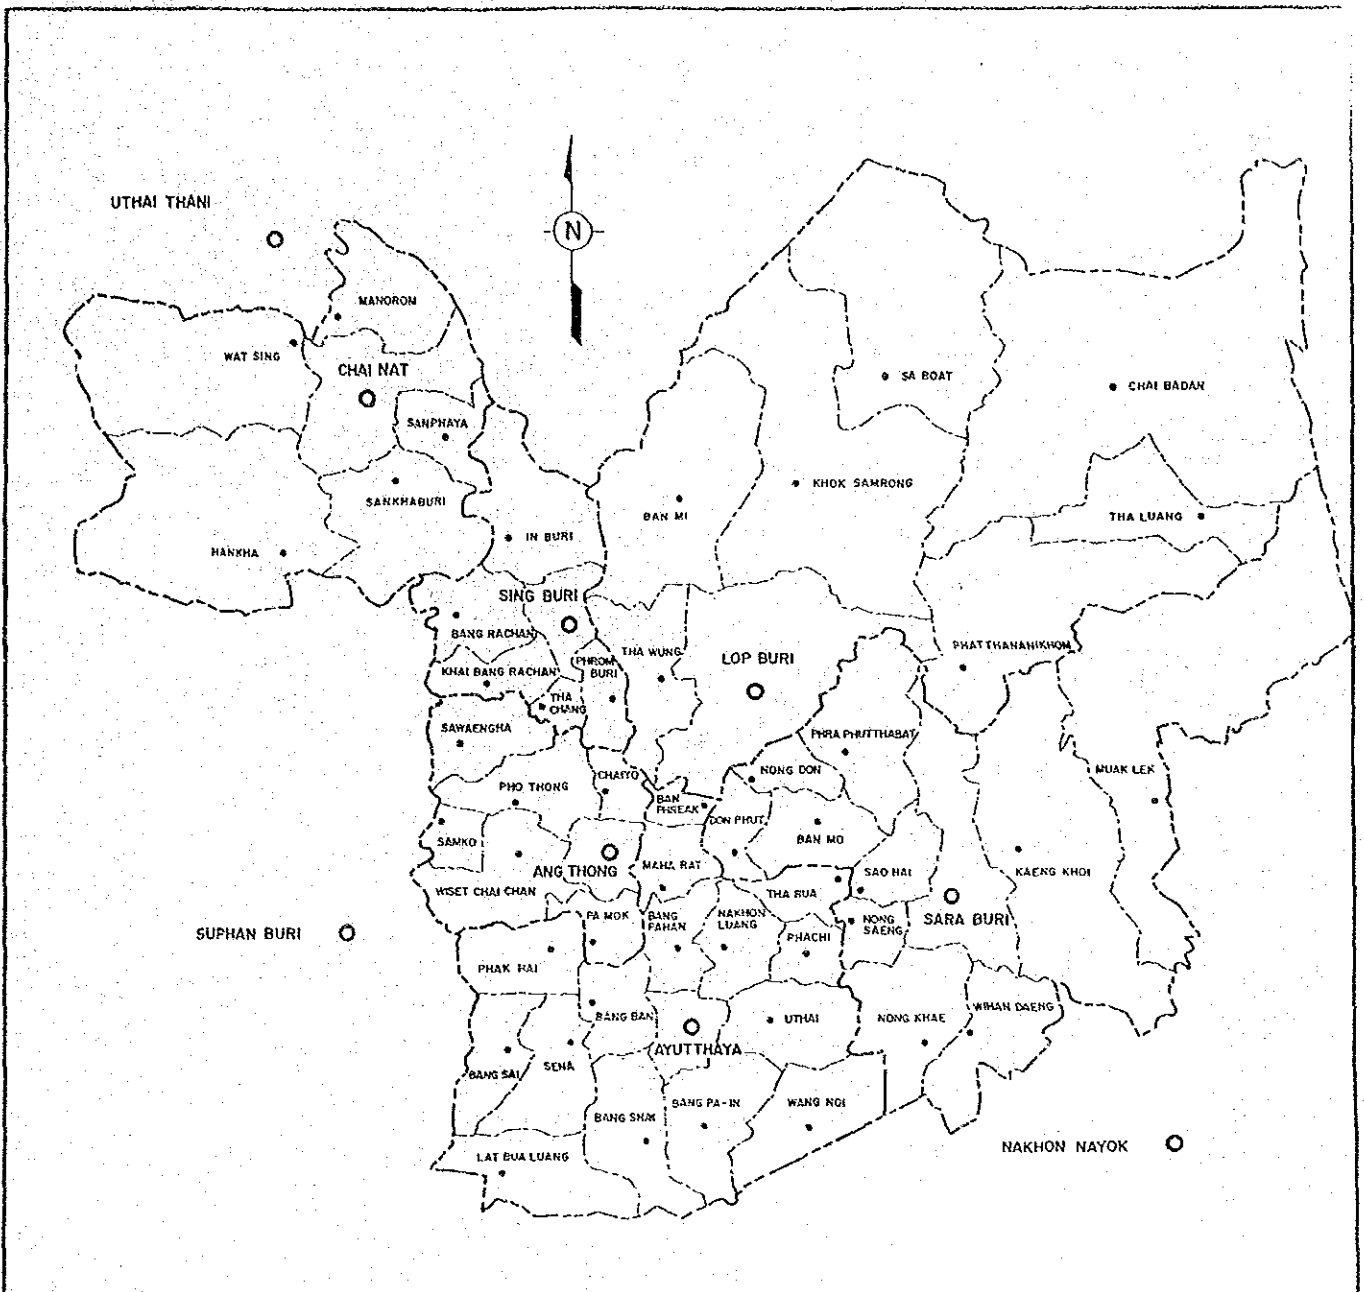 UTHAI THANI
N
MANOROM
WAT SING
CHAI NAT
SA BOAT
CHAI BADAN
SANPHAYA
KHOK SAMRONG
SANKHABURI
BAN MI
THA LUANG
IN BURI
HANKHA
SING BURI
BANG RACHAN
THA WUNG
LOP BURI
PHATTHANANIKHOM
PHROM
BURI
KHAI BANG RACHAN
THA
CHANG
SAWAENGHA
PHRA PHUTTHABAT
NONG DON
MUAK LEK
CHAIYO
PHO THONG
BAN
PHREAK
DON PHUT
BAN MO
SAMKO
ANG THONG
MAHA RAT
SAO HAI
KAENG KHOI
WISET CHAI CHAN
THA RUA
SUPHAN BURI
PA MOK
BANG
PAHAN
NAKHON
LUANG
NONG
SAENG
SARA BURI
PHACHI
PHAK HAI
BANG BAN
UTHAI
NONG KHAE
WIHAN DAENG
AYUTTHAYA
BANG SAI
SENA
BANG PA-IN
WANG NOI
BANG SHAI
NAKHON NAYOK
LAT BUA LUANG